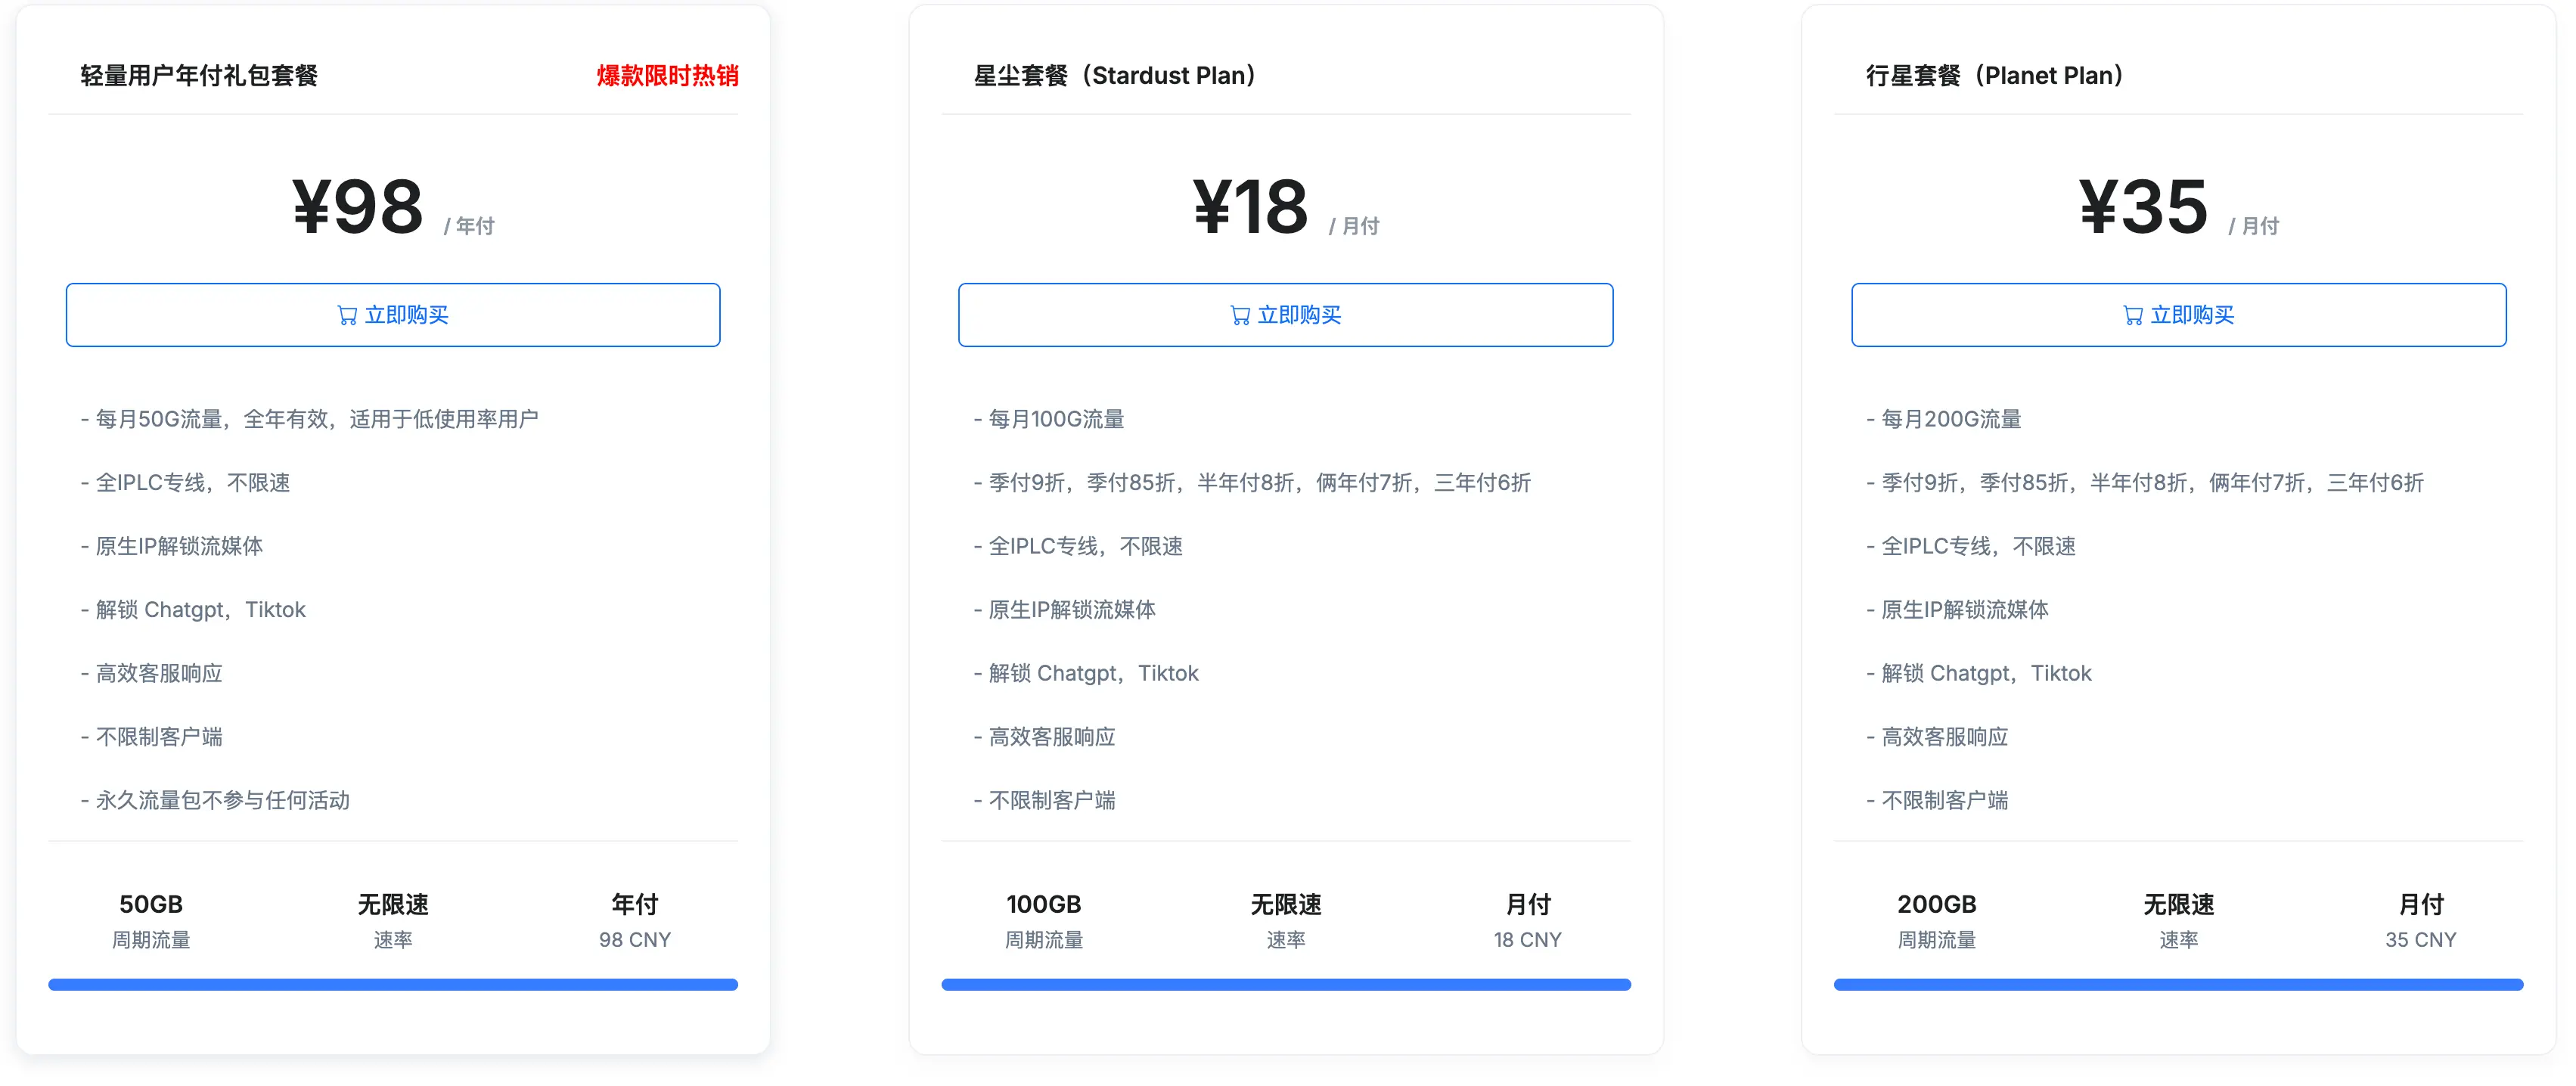 轻量用户年付礼包套餐 爆款限时热销
¥98 / 年付
立即购买
- 每月50G流量，全年有效，适用于低使用率用户
- 全IPLC专线，不限速
- 原生IP解锁流媒体
- 解锁 Chatgpt，Tiktok
- 高效客服响应
- 不限制客户端
- 永久流量包不参与任何活动
50GB 无限速 年付
周期流量 速率 98 CNY
星尘套餐（Stardust Plan）
¥18 / 月付
立即购买
- 每月100G流量
- 季付9折，季付85折，半年付8折，俩年付7折，三年付6折
- 全IPLC专线，不限速
- 原生IP解锁流媒体
- 解锁 Chatgpt，Tiktok
- 高效客服响应
- 不限制客户端
100GB 无限速 月付
周期流量 速率 18 CNY
行星套餐（Planet Plan）
¥35 / 月付
立即购买
- 每月200G流量
- 季付9折，季付85折，半年付8折，俩年付7折，三年付6折
- 全IPLC专线，不限速
- 原生IP解锁流媒体
- 解锁 Chatgpt，Tiktok
- 高效客服响应
- 不限制客户端
200GB 无限速 月付
周期流量 速率 35 CNY